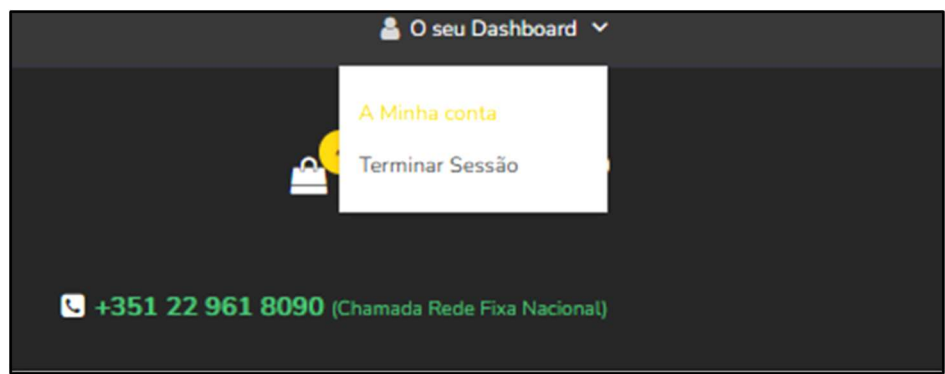 O seu Dashboard
A Minha conta
Terminar Sessão
+351 22 961 8090 (Chamada Rede Fixa Nacional)